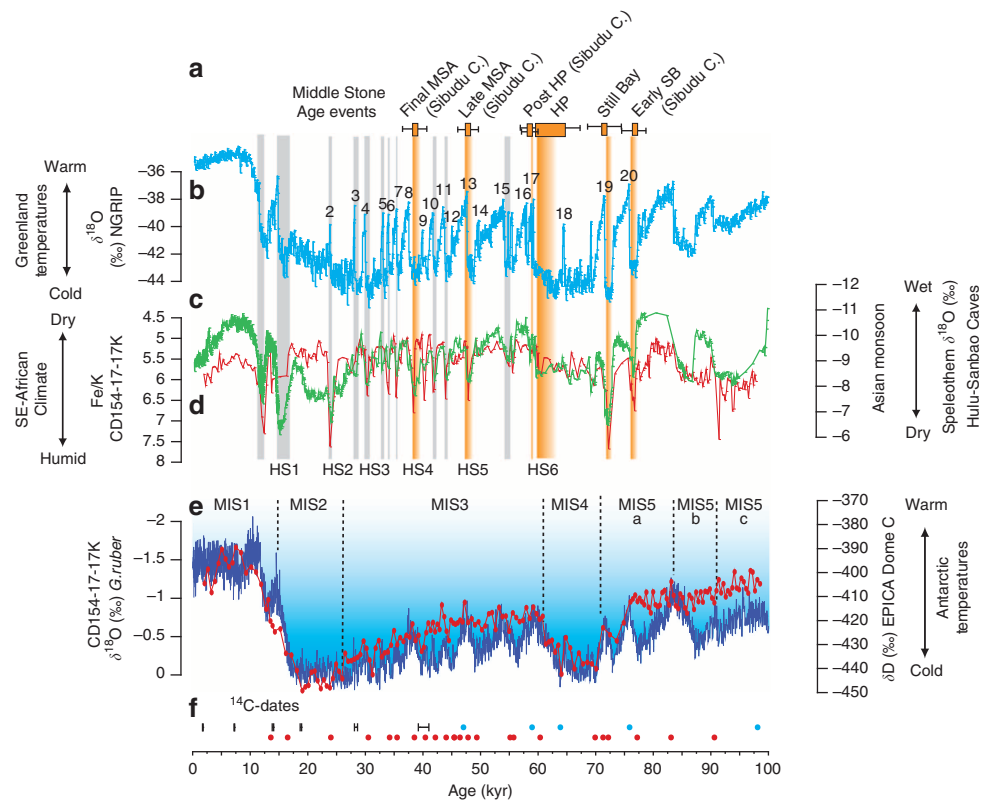 a
Middle Stone
Age events
Final MSA
(Sibudu C.)
Late MSA
(Sibudu C.)
Post HP (Sibudu C.)
HP
Still Bay
Early SB
(Sibudu C.)
b
Greenland
temperatures
Warm
Cold
δ18O
(‰) NGRIP
−36
−38
−40
−42
−44
2
3
4
5
6
7
8
9
10
11
12
13
14
15
16
17
18
19
20
c
d
SE-African
Climate
Dry
Humid
Fe/K
CD154-17-17K
4.5
5
5.5
6
6.5
7
7.5
8
HS1
HS2
HS3
HS4
HS5
HS6
−12
−11
−10
−9
−8
−7
−6
Asian monsoon
Wet
Dry
Speleothem δ18O (‰)
Hulu-Sanbao Caves
e
MIS1
MIS2
MIS3
MIS4
MIS5
a
MIS5
b
MIS5
c
CD154-17-17K
δ18O (‰) G.ruber
−2
−1.5
−1
−0.5
0
−370
−380
−390
−400
−410
−420
−430
−440
−450
δD (‰) EPICA Dome C
Warm
Cold
Antarctic
temperatures
f
14C-dates
0 10 20 30 40 50 60 70 80 90 100
Age (kyr)